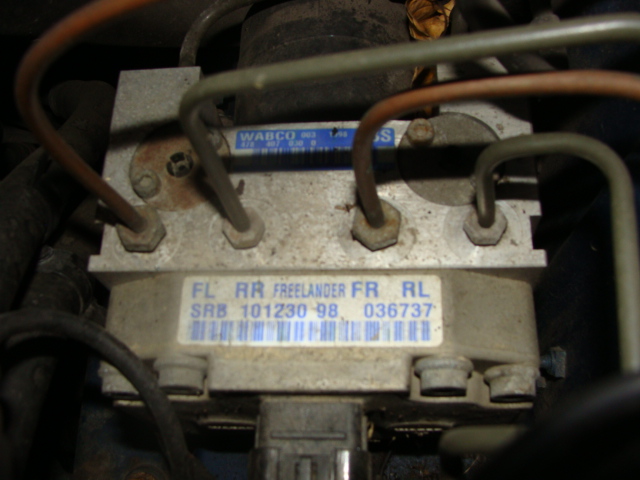 WABCO
FL RR FREELANDER FR RL
SRB 101230 98 036737